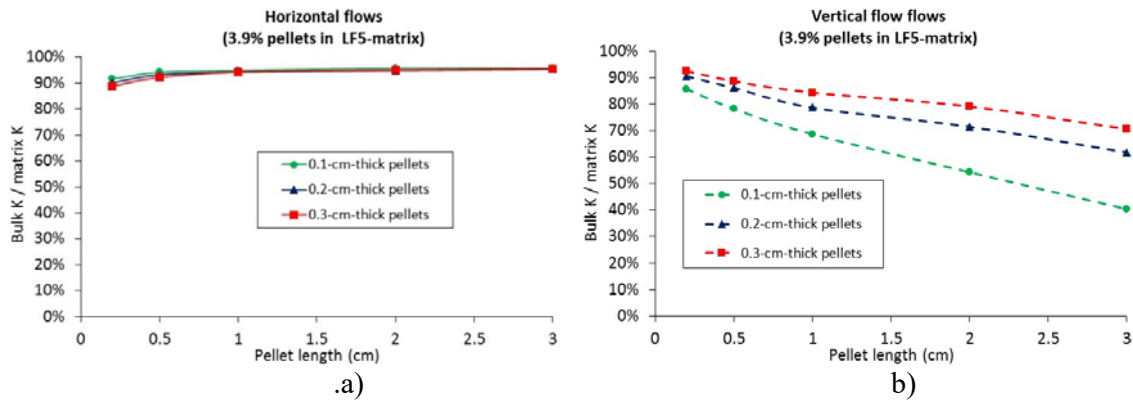 Horizontal flows
(3.9% pellets in LF5-matrix)
100%
90%
80%
70%
60%
50%
40%
30%
20%
10%
0%
Bulk K / matrix K
0.1-cm-thick pellets
0.2-cm-thick pellets
0.3-cm-thick pellets
0
0.5
1
1.5
2
2.5
3
Pellet length (cm)
.a)
Vertical flow flows
(3.9% pellets in LF5-matrix)
100%
90%
80%
70%
60%
50%
40%
30%
20%
10%
0%
Bulk K / matrix K
0.1-cm-thick pellets
0.2-cm-thick pellets
0.3-cm-thick pellets
0
0.5
1
1.5
2
2.5
3
Pellet length (cm)
b)